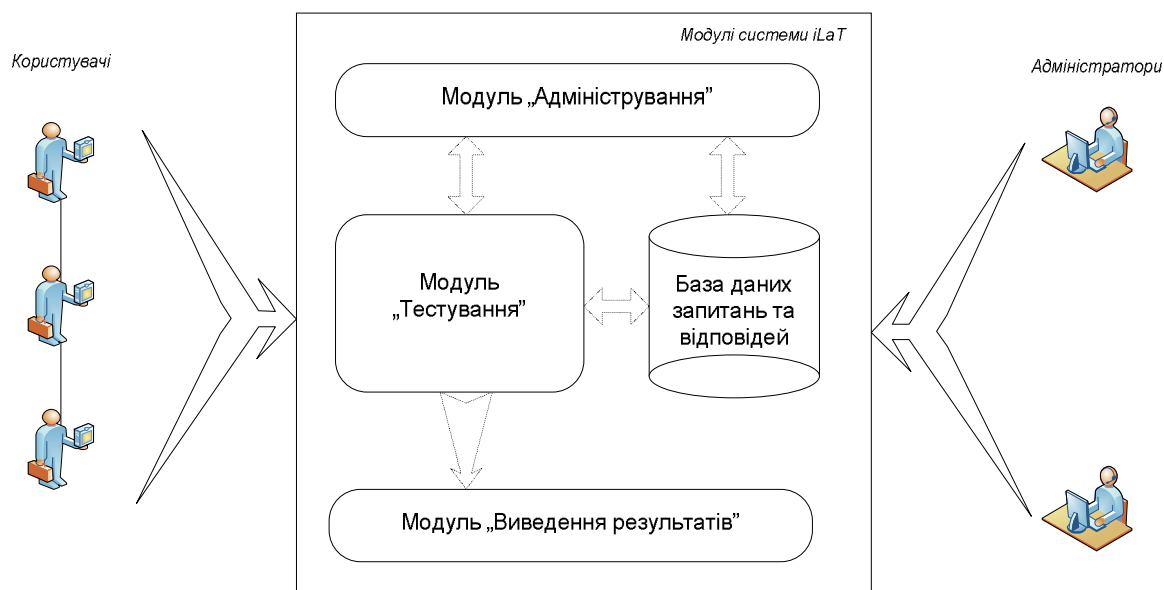 Модулі системи iLaT
Користувачі
Адміністратори
Модуль „Адміністрування”
Модуль
„Тестування”
База даних
запитань та
відповідей
Модуль „Виведення результатів”